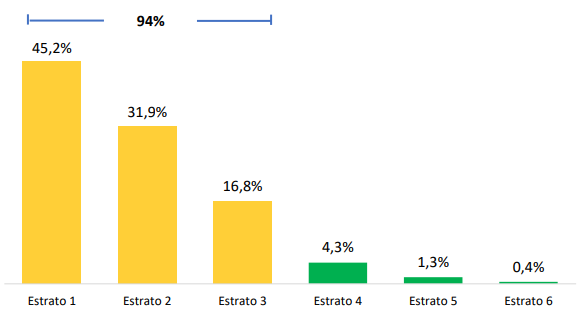 94%
45,2%
31,9%
16,8%
4,3%
1,3%
0,4%
Estrato 1
Estrato 2
Estrato 3
Estrato 4
Estrato 5
Estrato 6